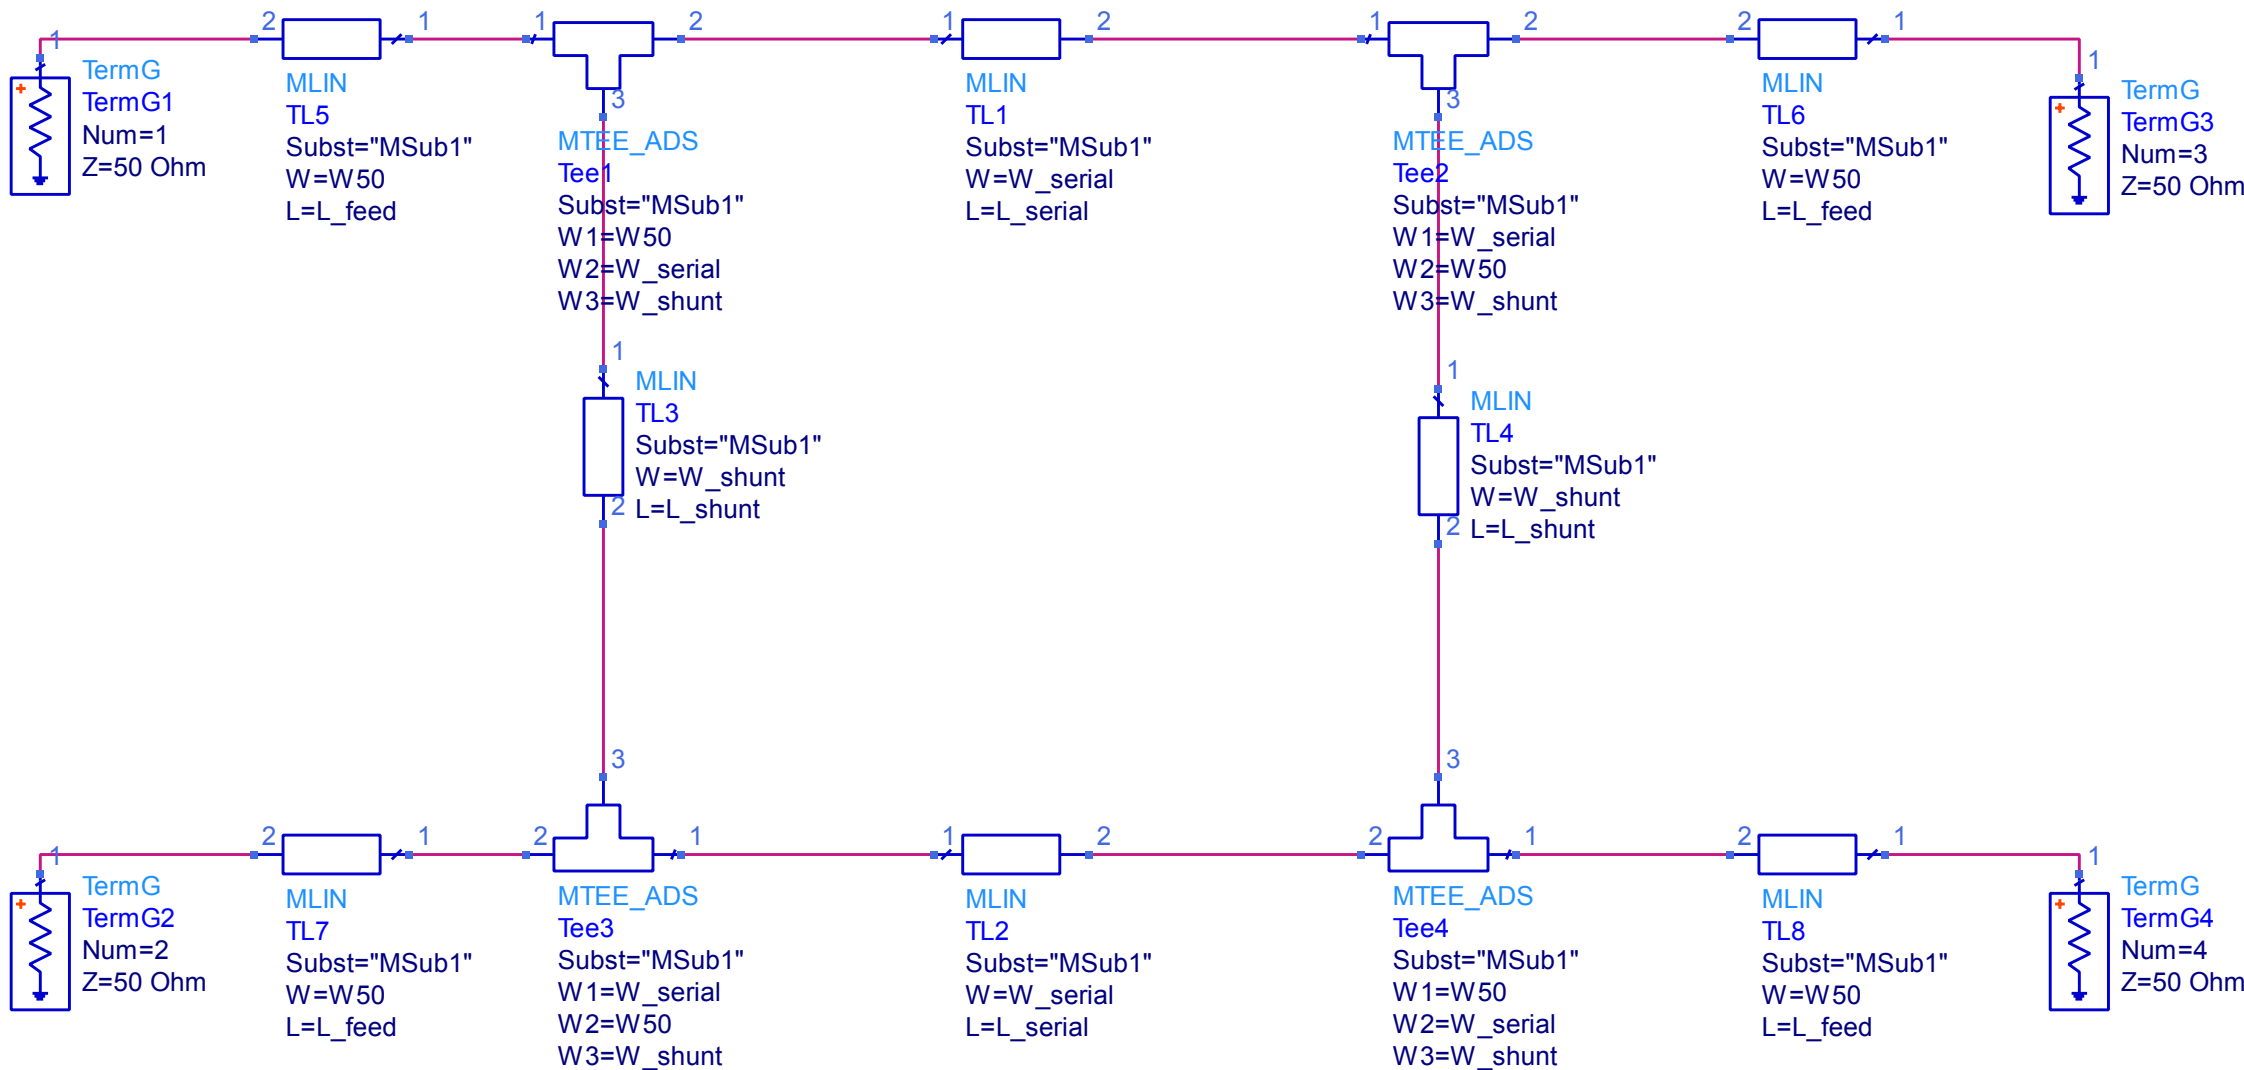 2 1 1 2 1 2 1 2 2 1
1
TermG
TermG1
Num=1
Z=50 Ohm
MLIN
TL5
Subst="MSub1"
W=W50
L=L_feed
3
MTEE_ADS
Tee1
Subst="MSub1"
W1=W50
W2=W_serial
W3=W_shunt
MLIN
TL1
Subst="MSub1"
W=W_serial
L=L_serial
3
MTEE_ADS
Tee2
Subst="MSub1"
W1=W_serial
W2=W50
W3=W_shunt
MLIN
TL6
Subst="MSub1"
W=W50
L=L_feed
1
TermG
TermG3
Num=3
Z=50 Ohm
1
MLIN
TL3
Subst="MSub1"
W=W_shunt
L=L_shunt
2
1
MLIN
TL4
Subst="MSub1"
W=W_shunt
L=L_shunt
2
3
3
2 1 2 1 1 2 2 1 2 1
1
TermG
TermG2
Num=2
Z=50 Ohm
MLIN
TL7
Subst="MSub1"
W=W50
L=L_feed
MTEE_ADS
Tee3
Subst="MSub1"
W1=W_serial
W2=W50
W3=W_shunt
MLIN
TL2
Subst="MSub1"
W=W_serial
L=L_serial
MTEE_ADS
Tee4
Subst="MSub1"
W1=W50
W2=W_serial
W3=W_shunt
MLIN
TL8
Subst="MSub1"
W=W50
L=L_feed
1
TermG
TermG4
Num=4
Z=50 Ohm